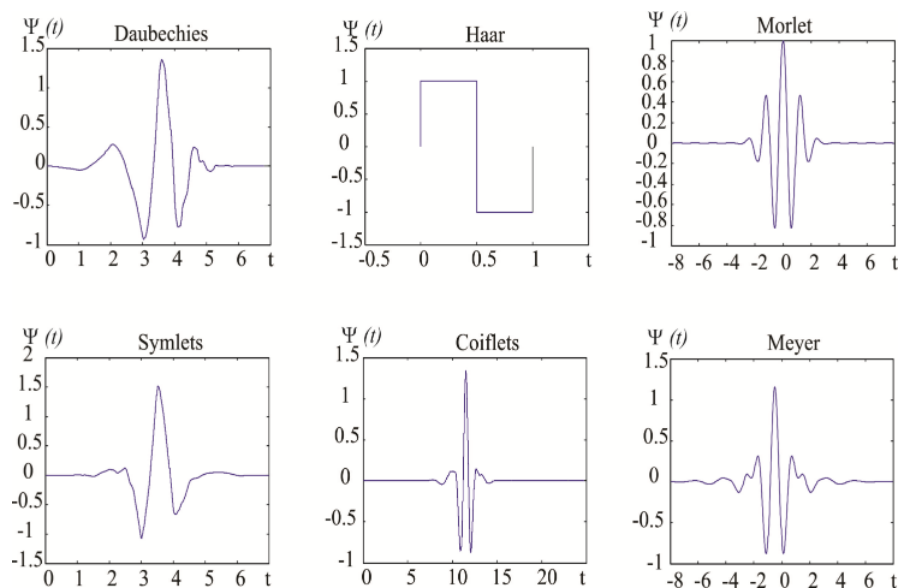 Ψ (t)
Daubechies
1.5
1
0.5
0
-0.5
-1
0 1 2 3 4 5 6 t
Ψ (t)
Haar
1.5
1
0.5
0
-0.5
-1
-1.5
-0.5 0 0.5 1 t
Ψ (t)
Morlet
1
0.8
0.6
0.4
0.2
0
-0.2
-0.4
-0.6
-0.8
-1
-8 -6 -4 -2 0 2 4 6 t
Ψ (t)
Symlets
2
1.5
1
0.5
0
-0.5
-1
-1.5
0 1 2 3 4 5 6 t
Ψ (t)
Coiflets
1.5
1
0.5
0
-0.5
-1
0 5 10 15 20 t
Ψ (t)
Meyer
1.5
1
0.5
0
-0.5
-1
-8 -6 -4 -2 0 2 4 6 t